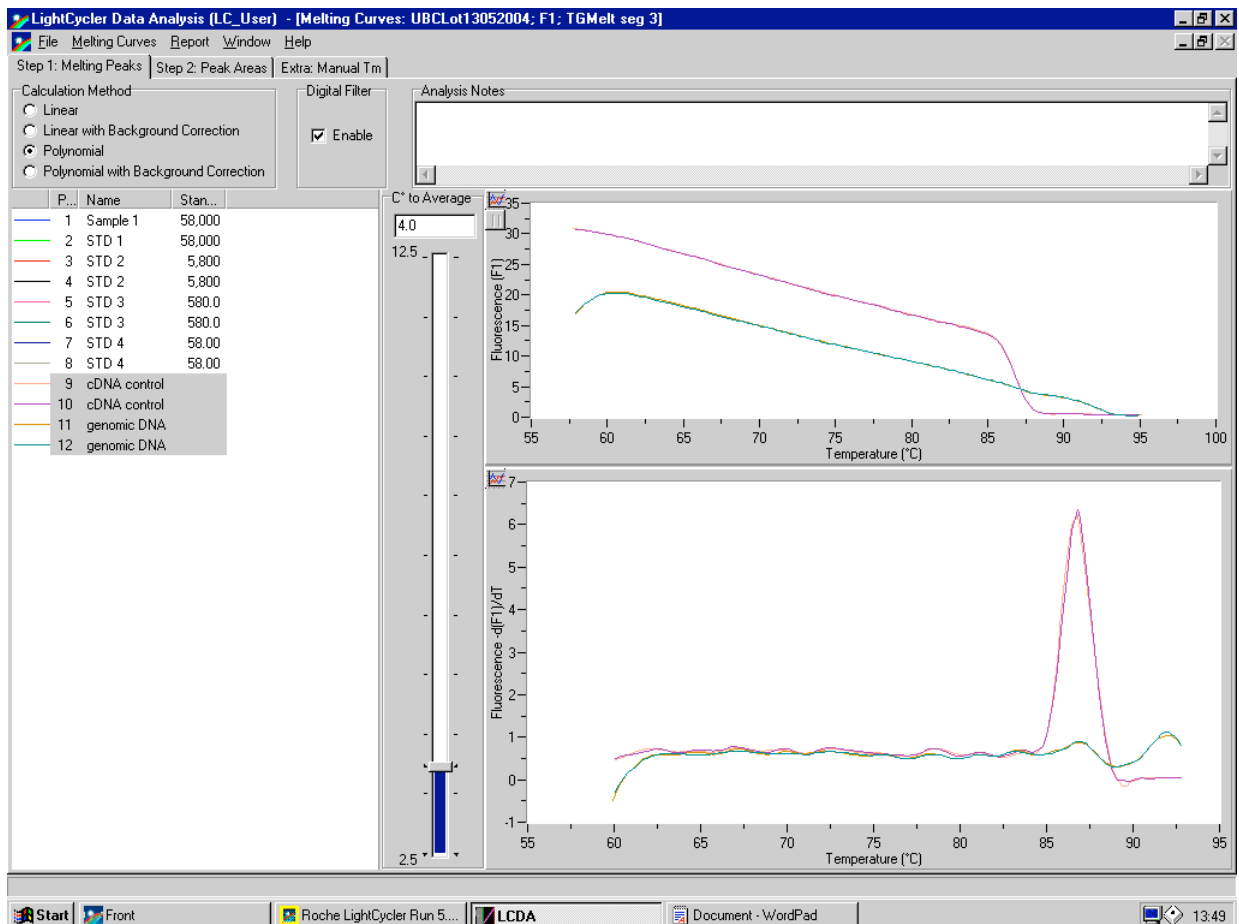 LightCycler Data Analysis (LC_User) - [Melting Curves: UBCLot13052004; F1; TGMelt seg 3]
File Melting Curves Report Window Help
Step 1: Melting Peaks Step 2: Peak Areas Extra: Manual Tm
Calculation Method
Linear
Linear with Background Correction
Polynomial
Polynomial with Background Correction
Digital Filter
Enable
Analysis Notes
P... Name Stan...
1 Sample 1 58,000
2 STD 1 58,000
3 STD 2 5,800
4 STD 2 5,800
5 STD 3 580.0
6 STD 3 580.0
7 STD 4 58.00
8 STD 4 58.00
9 cDNA control
10 cDNA control
11 genomic DNA
12 genomic DNA
C° to Average
4.0
12.5
2.5
Fluorescence (F1)
35
30
25
20
15
10
5
0
55 60 65 70 75 80 85 90 95 100
Temperature (°C)
Fluorescence -d(F1)/dT
7
6
5
4
3
2
1
0
-1
55 60 65 70 75 80 85 90 95
Temperature (°C)
Start Front Roche LightCycler Run 5.... LCDA Document - WordPad 13:49